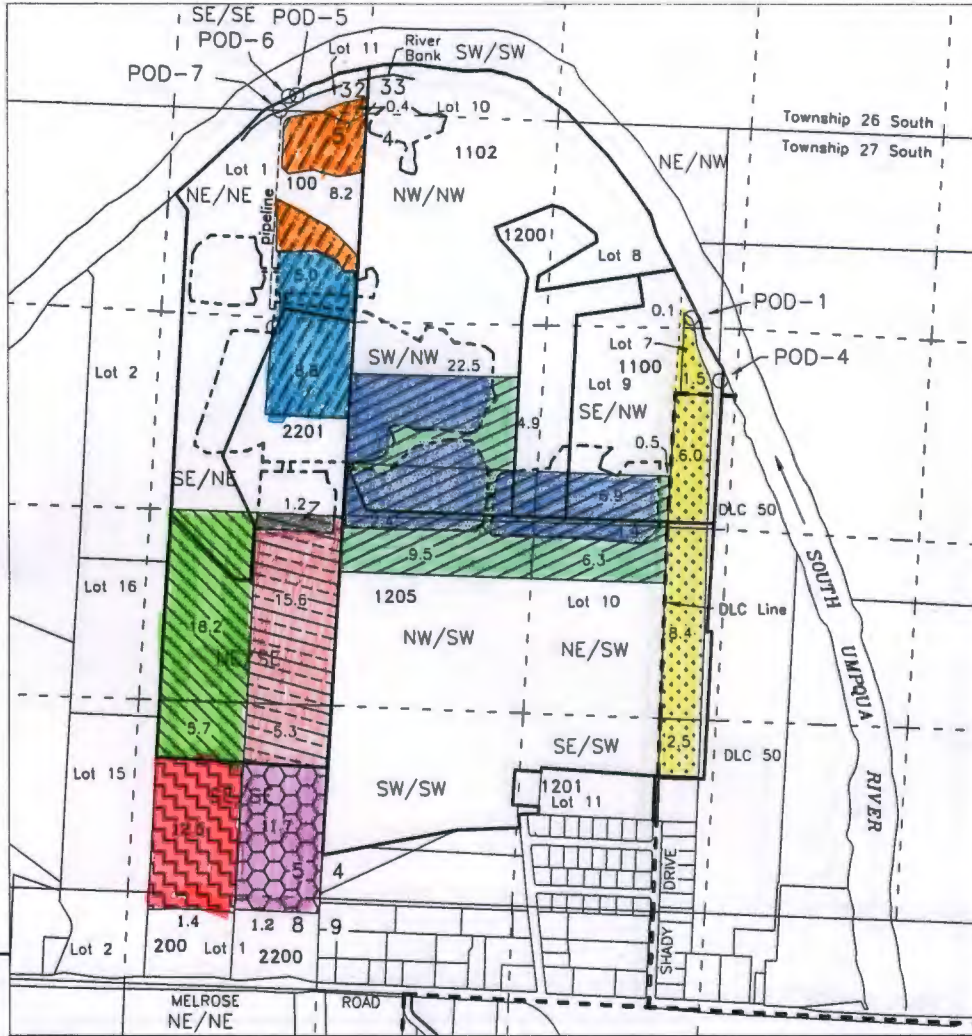 SE/SE POD-5
POD-6
POD-7
Lot 11
River
Bank
SW/SW
32 33
0.4 Lot 10
5 4
1102
Township 26 South
Township 27 South
NE/NW
Lot 1
NE/NE
100
8.2
NW/NW
pipeline
1200
Lot 8
5.0
0.1
POD-1
Lot 7
1100
POD-4
Lot 2
SW/NW
22.5
Lot 9
SE/NW
1.5
8.8
2201
4.9
0.5
6.0
SE/NE
1.2
6.9
DLC 50
9.5
6.3
Lot 16
15.6
1205
Lot 10
DLC Line
18.2
NE/SE
NW/SW
NE/SW
8.4
SOUTH UMPQUA RIVER
5.7
5.3
SE/SW
2.5
DLC 50
Lot 15
SW/SW
1201
Lot 11
12.6
11.7
5 4
SHADY DRIVE
1.4
1.2
8 9
Lot 2
200
Lot 1
2200
MELROSE ROAD
NE/NE